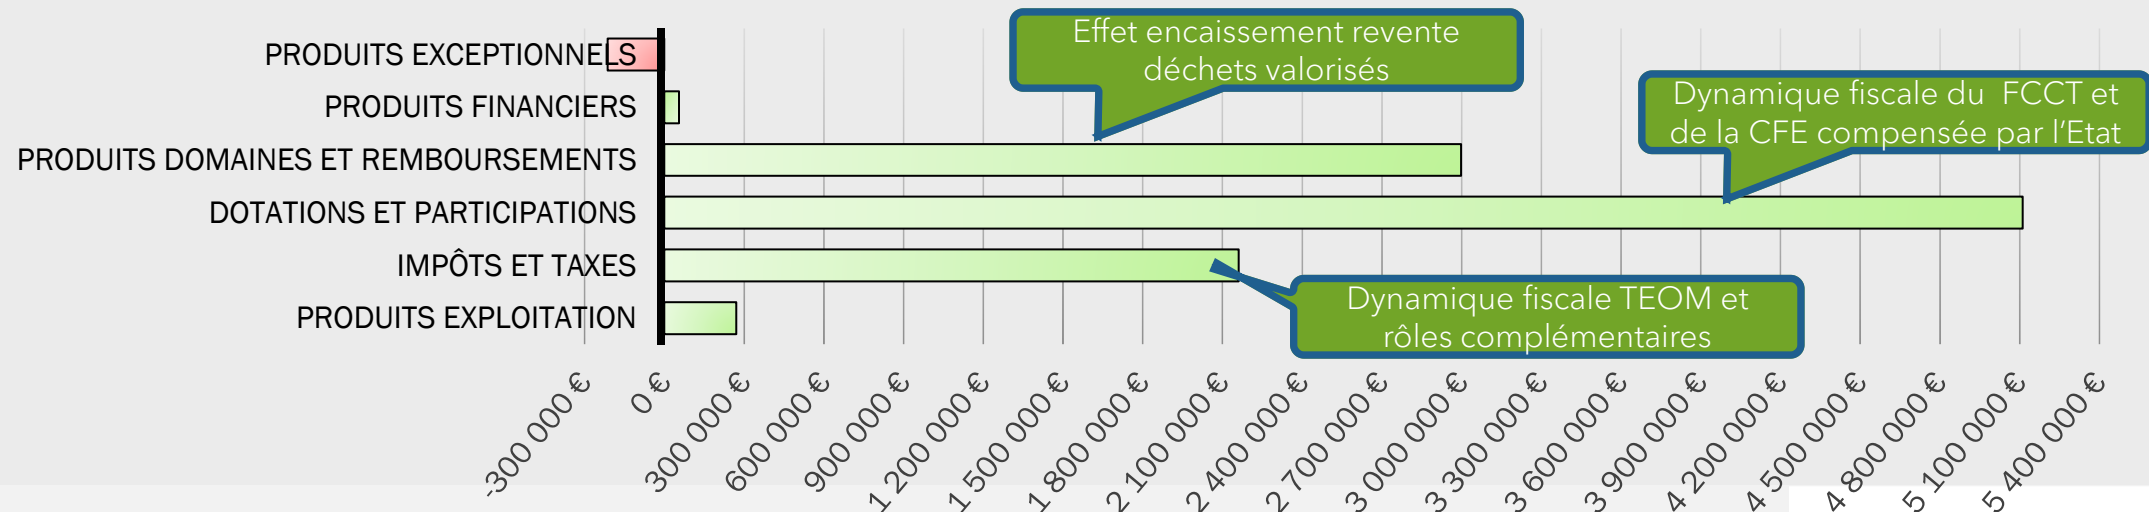 Effet encaissement revente
déchets valorisés
Dynamique fiscale du  FCCT et
de la CFE compensée par l'Etat
PRODUITS EXCEPTIONNELS
PRODUITS FINANCIERS
PRODUITS DOMAINES ET REMBOURSEMENTS
DOTATIONS ET PARTICIPATIONS
IMPÔTS ET TAXES
PRODUITS EXPLOITATION
Dynamique fiscale TEOM et
rôles complémentaires
-300 000 €
0 €
300 000 €
600 000 €
900 000 €
1 200 000 €
1 500 000 €
1 800 000 €
2 100 000 €
2 400 000 €
2 700 000 €
3 000 000 €
3 300 000 €
3 600 000 €
3 900 000 €
4 200 000 €
4 500 000 €
4 800 000 €
5 100 000 €
5 400 000 €